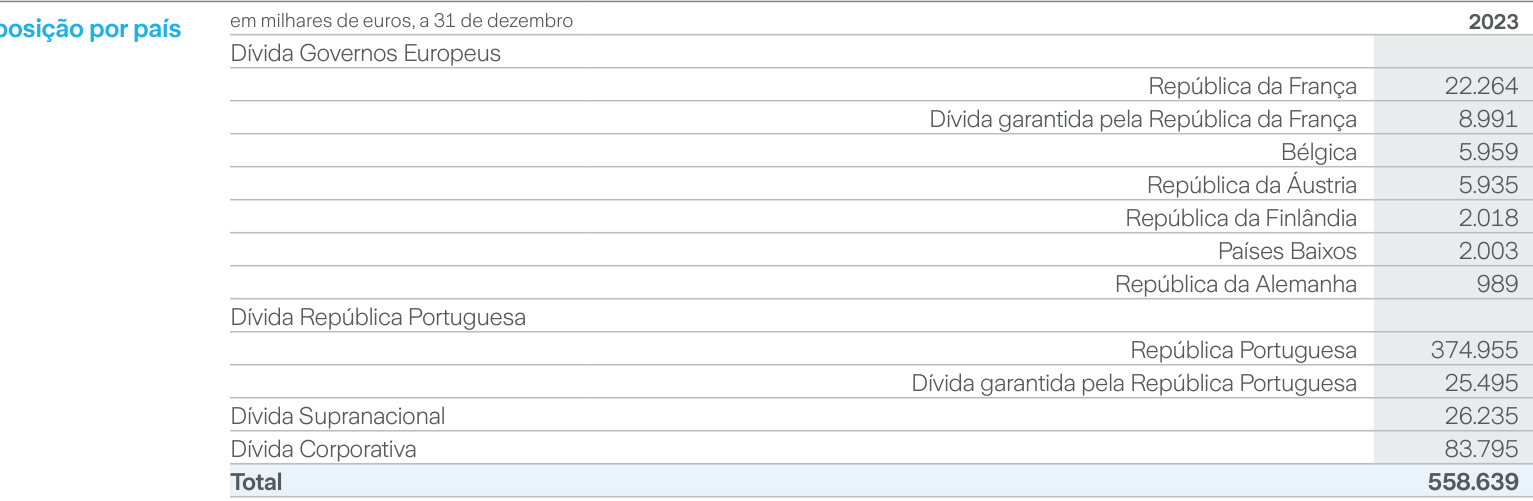 posição por país
em milhares de euros, a 31 de dezembro 2023
Dívida Governos Europeus
República da França 22.264
Dívida garantida pela República da França 8.991
Bélgica 5.959
República da Áustria 5.935
República da Finlândia 2.018
Países Baixos 2.003
República da Alemanha 989
Dívida República Portuguesa
República Portuguesa 374.955
Dívida garantida pela República Portuguesa 25.495
Dívida Supranacional 26.235
Dívida Corporativa 83.795
Total 558.639